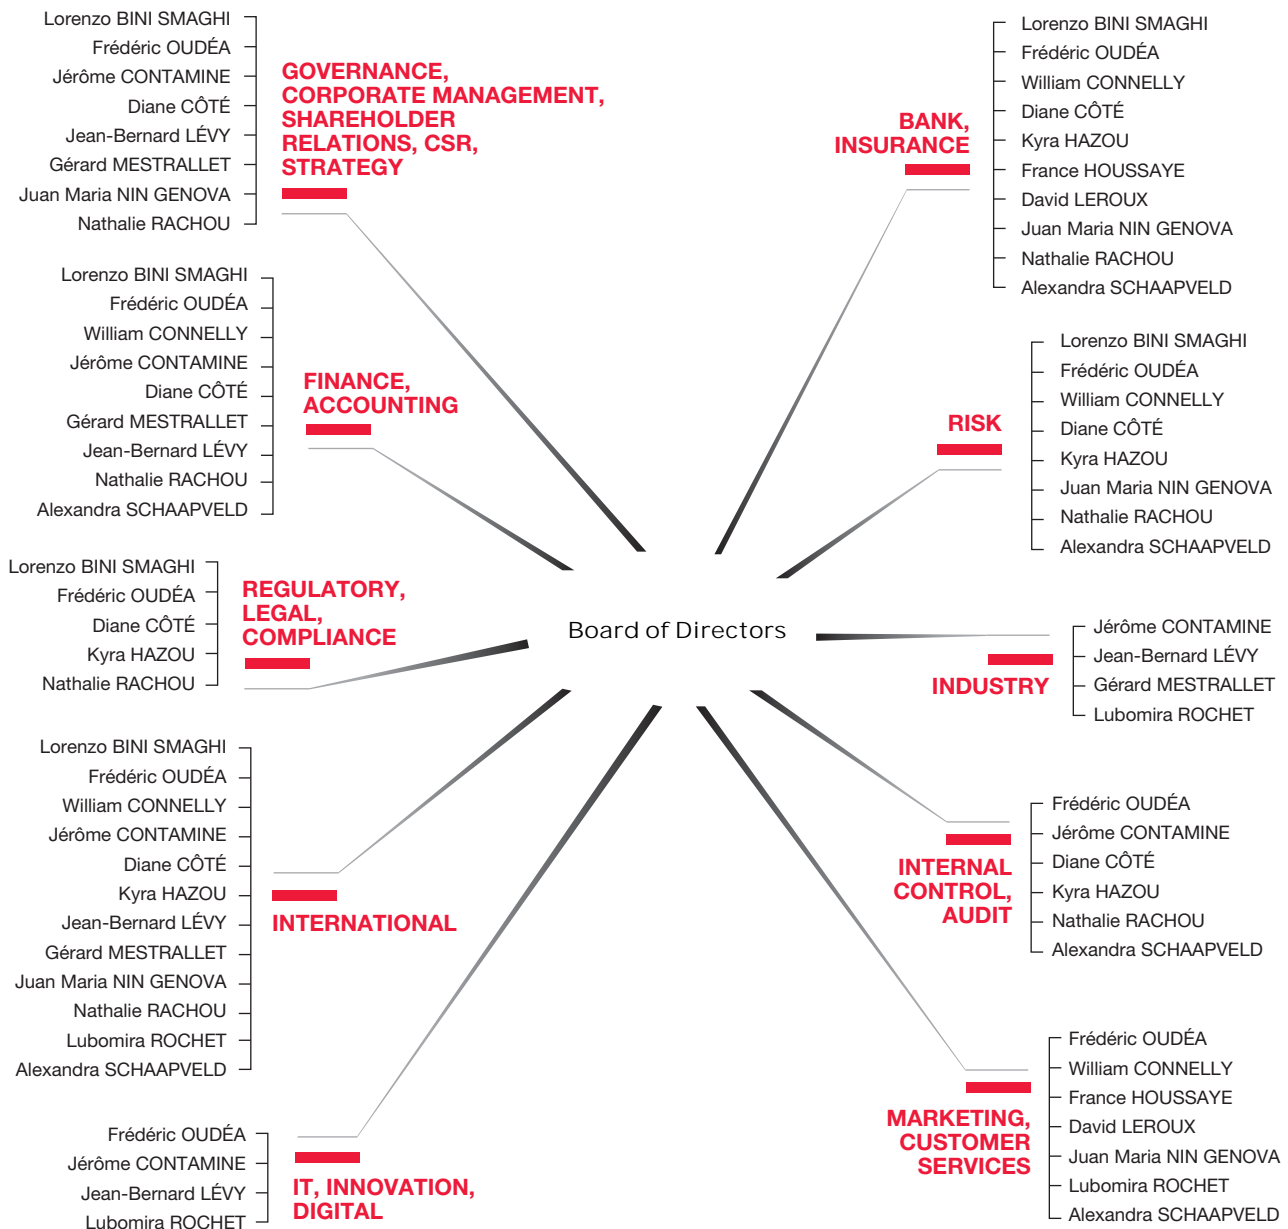 Lorenzo BINI SMAGHI
Frédéric OUDÉA
Jérôme CONTAMINE
Diane CÔTÉ
Jean-Bernard LÉVY
Gérard MESTRALLET
Juan Maria NIN GENOVA
Nathalie RACHOU
GOVERNANCE,
CORPORATE MANAGEMENT,
SHAREHOLDER
RELATIONS, CSR,
STRATEGY
Lorenzo BINI SMAGHI
Frédéric OUDÉA
William CONNELLY
Jérôme CONTAMINE
Diane CÔTÉ
Gérard MESTRALLET
Jean-Bernard LÉVY
Nathalie RACHOU
Alexandra SCHAAPVELD
FINANCE,
ACCOUNTING
Lorenzo BINI SMAGHI
Frédéric OUDÉA
Diane CÔTÉ
Kyra HAZOU
Nathalie RACHOU
REGULATORY,
LEGAL,
COMPLIANCE
Lorenzo BINI SMAGHI
Frédéric OUDÉA
William CONNELLY
Jérôme CONTAMINE
Diane CÔTÉ
Kyra HAZOU
Jean-Bernard LÉVY
Gérard MESTRALLET
Juan Maria NIN GENOVA
Nathalie RACHOU
Lubomira ROCHET
Alexandra SCHAAPVELD
INTERNATIONAL
Frédéric OUDÉA
Jérôme CONTAMINE
Jean-Bernard LÉVY
Lubomira ROCHET
IT, INNOVATION,
DIGITAL
Board of Directors
BANK,
INSURANCE
Lorenzo BINI SMAGHI
Frédéric OUDÉA
William CONNELLY
Diane CÔTÉ
Kyra HAZOU
France HOUSSAYE
David LEROUX
Juan Maria NIN GENOVA
Nathalie RACHOU
Alexandra SCHAAPVELD
RISK
Lorenzo BINI SMAGHI
Frédéric OUDÉA
William CONNELLY
Diane CÔTÉ
Kyra HAZOU
Juan Maria NIN GENOVA
Nathalie RACHOU
Alexandra SCHAAPVELD
INDUSTRY
Jérôme CONTAMINE
Jean-Bernard LÉVY
Gérard MESTRALLET
Lubomira ROCHET
INTERNAL
CONTROL,
AUDIT
Frédéric OUDÉA
Jérôme CONTAMINE
Diane CÔTÉ
Kyra HAZOU
Nathalie RACHOU
Alexandra SCHAAPVELD
MARKETING,
CUSTOMER
SERVICES
Frédéric OUDÉA
William CONNELLY
France HOUSSAYE
David LEROUX
Juan Maria NIN GENOVA
Lubomira ROCHET
Alexandra SCHAAPVELD